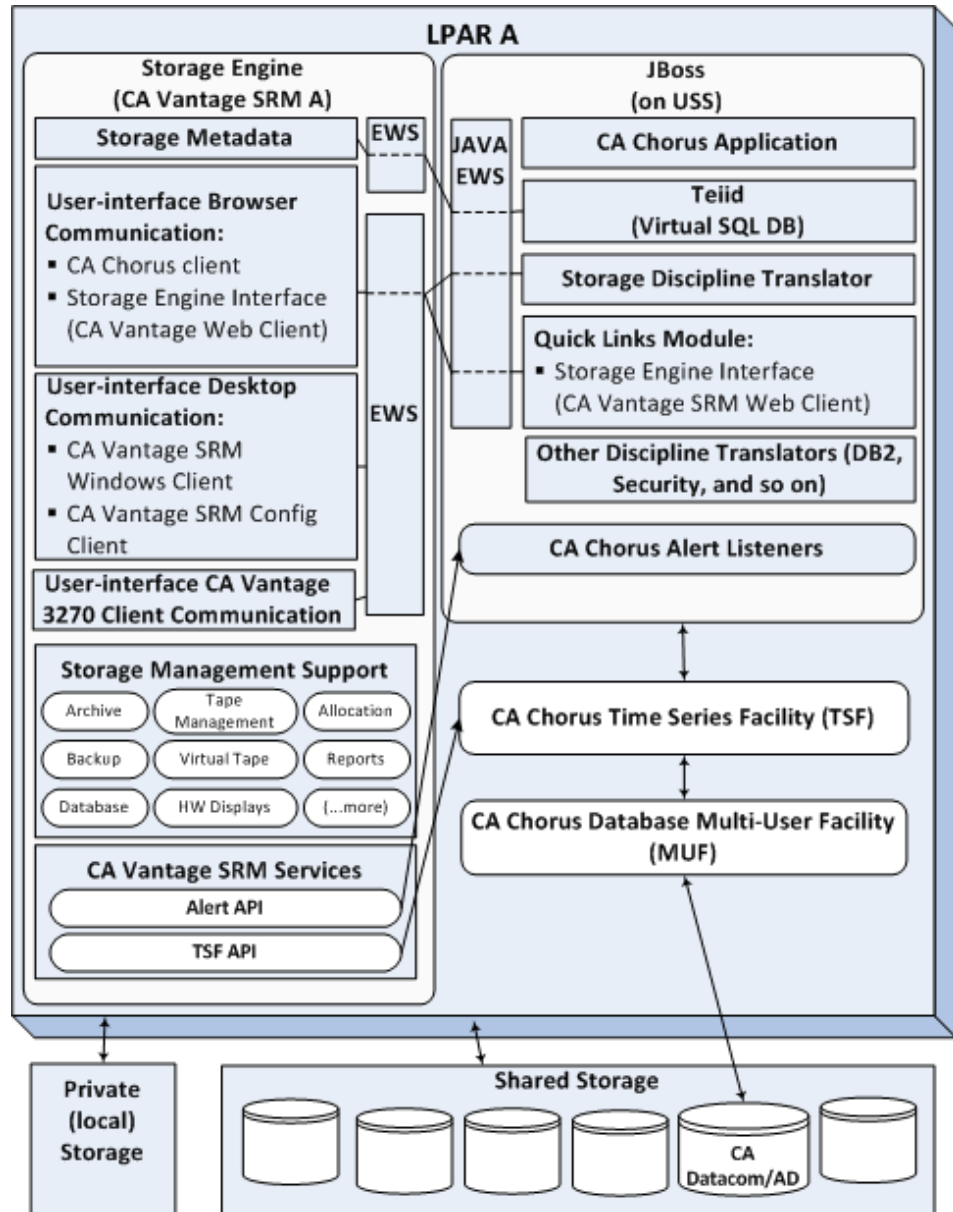 LPAR A
Storage Engine
(CA Vantage SRM A)
Storage Metadata
EWS
User-interface Browser
Communication:
▪ CA Chorus client
▪ Storage Engine Interface
(CA Vantage Web Client)
User-interface Desktop
Communication:
▪ CA Vantage SRM
Windows Client
▪ CA Vantage SRM Config
Client
EWS
User-interface CA Vantage
3270 Client Communication
Storage Management Support
Archive
Tape
Management
Allocation
Backup
Virtual Tape
Reports
Database
HW Displays
(...more)
CA Vantage SRM Services
Alert API
TSF API
JBoss
(on USS)
JAVA
EWS
CA Chorus Application
Teiid
(Virtual SQL DB)
Storage Discipline Translator
Quick Links Module:
▪ Storage Engine Interface
(CA Vantage SRM Web Client)
Other Discipline Translators (DB2,
Security, and so on)
CA Chorus Alert Listeners
CA Chorus Time Series Facility (TSF)
CA Chorus Database Multi-User Facility
(MUF)
Private
(local)
Storage
Shared Storage
CA
Datacom/AD